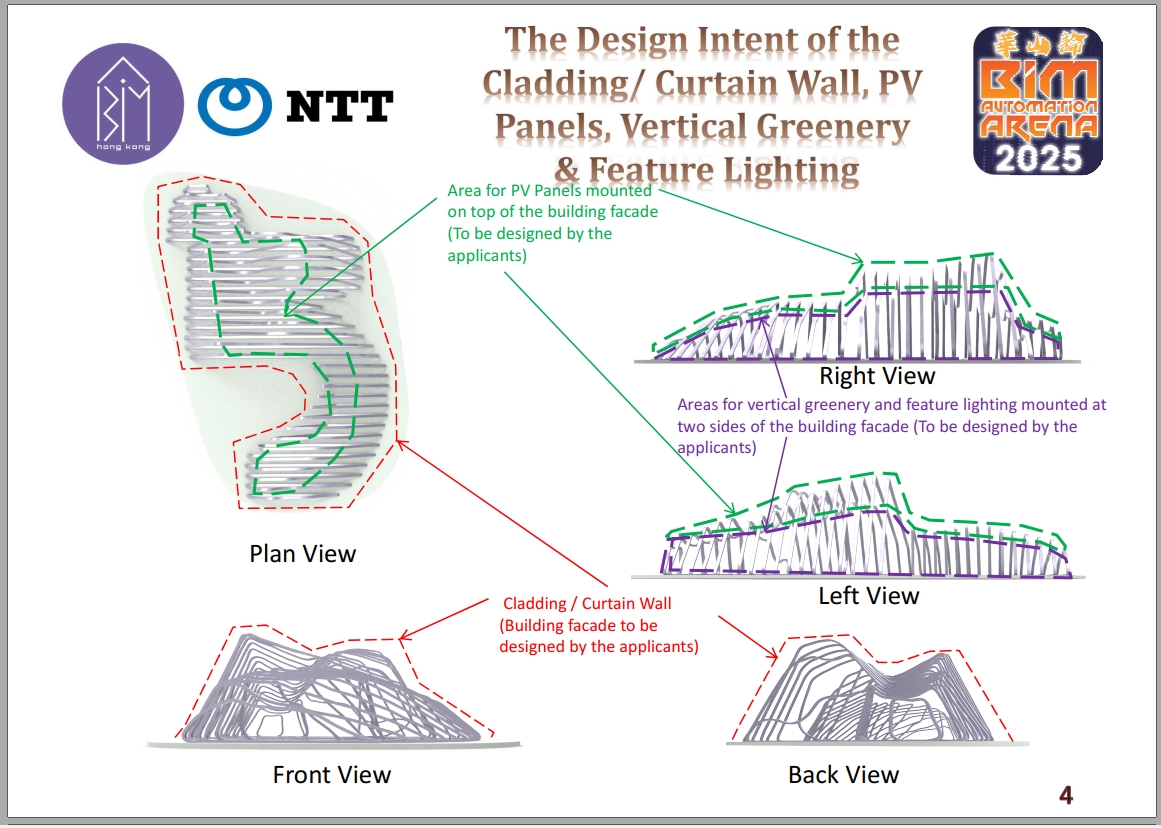 BIM
hong kong
NTT
The Design Intent of the
Cladding/ Curtain Wall, PV
Panels, Vertical Greenery
& Feature Lighting
華山論
BIM
AUTOMATION
ARENA
2025
Area for PV Panels mounted
on top of the building facade
(To be designed by the
applicants)
Right View
Areas for vertical greenery and feature lighting mounted at
two sides of the building facade (To be designed by the
applicants)
Plan View
Left View
Cladding / Curtain Wall
(Building facade to be
designed by the applicants)
Front View
Back View
4